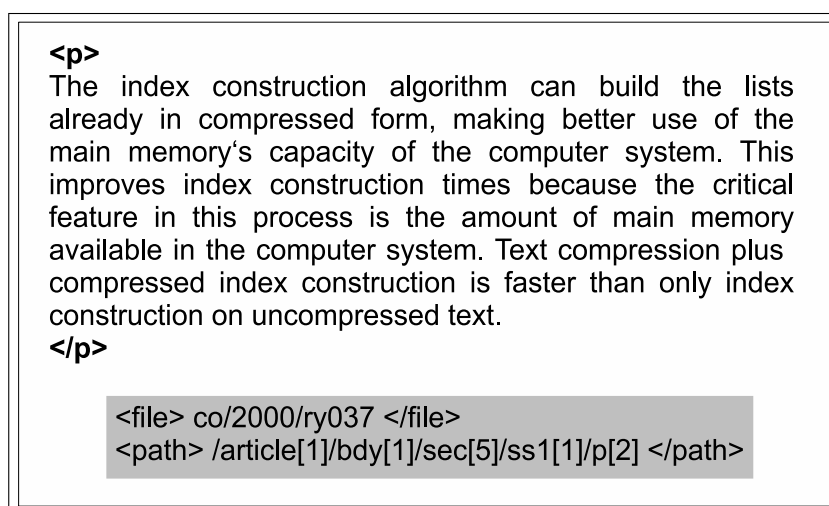 <p>
The index construction algorithm can build the lists
already in compressed form, making better use of the
main memory‘s capacity of the computer system. This
improves index construction times because the critical
feature in this process is the amount of main memory
available in the computer system. Text compression plus
compressed index construction is faster than only index
construction on uncompressed text.
</p>
<file> co/2000/ry037 </file>
<path> /article[1]/bdy[1]/sec[5]/ss1[1]/p[2] </path>